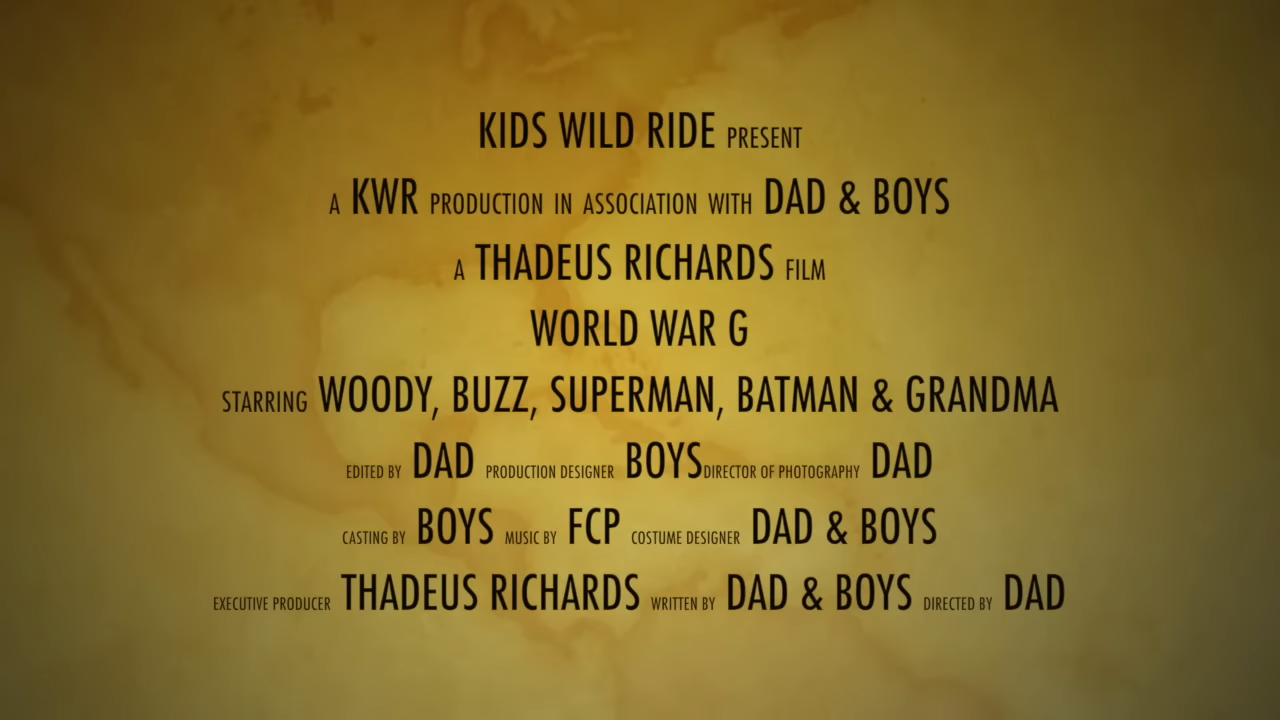 KIDS WILD RIDE PRESENT
A KWR PRODUCTION IN ASSOCIATION WITH DAD & BOYS
A THADEUS RICHARDS FILM
WORLD WAR G
STARRING WOODY, BUZZ, SUPERMAN, BATMAN & GRANDMA
EDITED BY DAD PRODUCTION DESIGNER BOYS DIRECTOR OF PHOTOGRAPHY DAD
CASTING BY BOYS MUSIC BY FCP COSTUME DESIGNER DAD & BOYS
EXECUTIVE PRODUCER THADEUS RICHARDS WRITTEN BY DAD & BOYS DIRECTED BY DAD